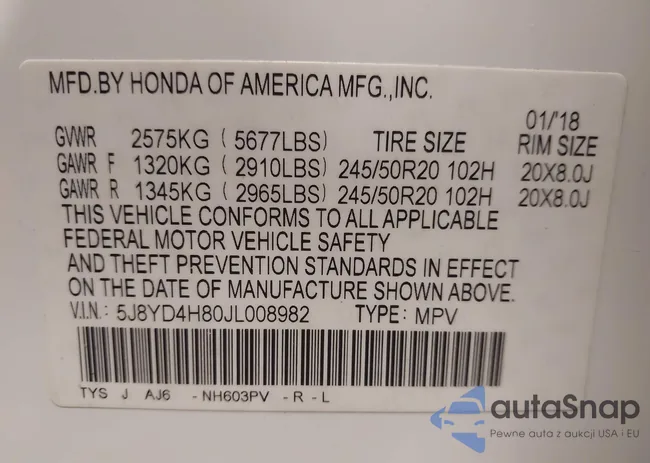 MFD.BY HONDA OF AMERICA MFG.,INC.
01/'18
GVWR 2575KG ( 5677LBS) TIRE SIZE RIM SIZE
GAWR F 1320KG ( 2910LBS) 245/50R20 102H 20X8.0J
GAWR R 1345KG ( 2965LBS) 245/50R20 102H 20X8.0J
THIS VEHICLE CONFORMS TO ALL APPLICABLE
FEDERAL MOTOR VEHICLE SAFETY
AND THEFT PREVENTION STANDARDS IN EFFECT
ON THE DATE OF MANUFACTURE SHOWN ABOVE.
V.I.N.: 5J8YD4H80JL008982 TYPE: MPV
TYS J AJ6 - NH603PV - R - L
autaSnap
Pewne auta z aukcji USA i EU